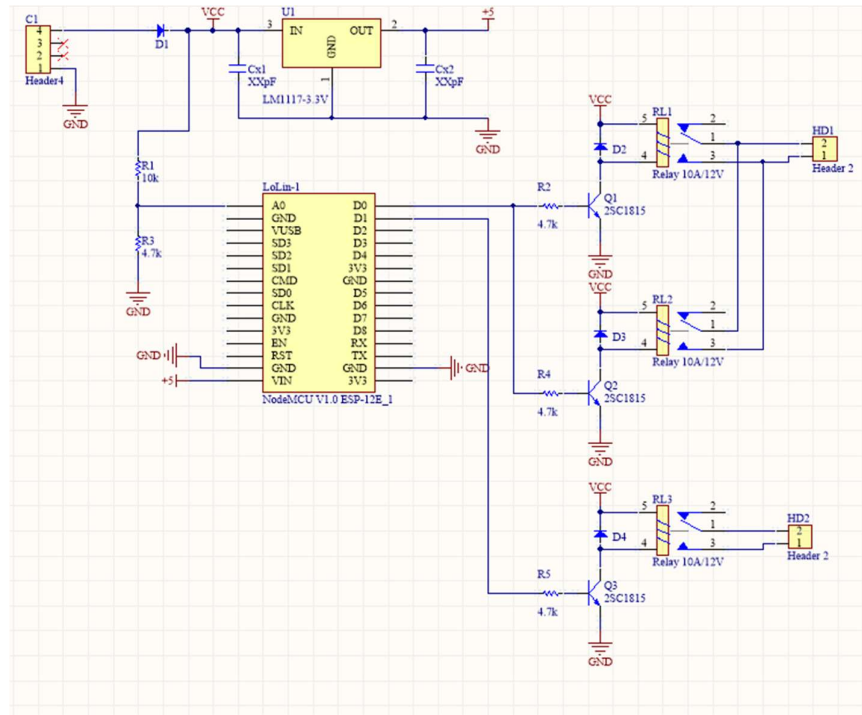 C1
4
3
2
1
Header4
GND
D1
VCC
U1
3
IN
OUT
2
GND
1
LM1117-3.3V
+5
Cx1
XXpF
Cx2
XXpF
GND
R1
10k
R3
4.7k
GND
LoLin-1
A0
GND
VUSB
SD3
SD2
SD1
CMD
SD0
CLK
GND
3V3
EN
RST
GND
VIN
D0
D1
D2
D3
D4
3V3
GND
D5
D6
D7
D8
RX
TX
GND
3V3
NodeMCU V1.0 ESP-12E_1
GND
+5
GND
VCC
RL1
5
4
2
1
3
D2
Relay 10A/12V
HD1
2
1
Header 2
R2
4.7k
Q1
2SC1815
GND
VCC
RL2
5
4
2
1
3
D3
Relay 10A/12V
R4
4.7k
Q2
2SC1815
GND
VCC
RL3
5
4
2
1
3
D4
Relay 10A/12V
HD2
2
1
Header 2
R5
4.7k
Q3
2SC1815
GND